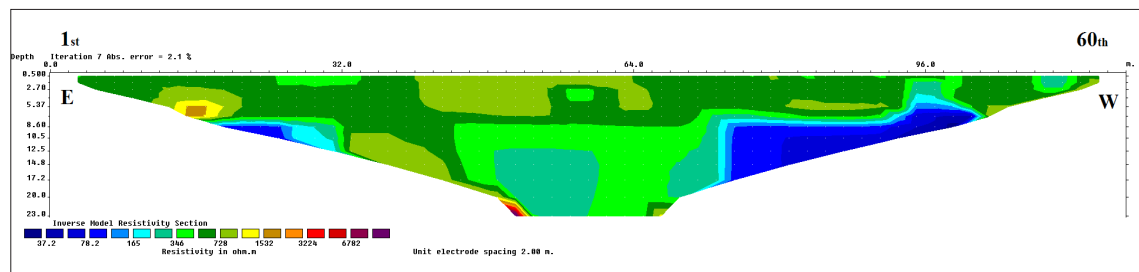 1st 60th
Depth Iteration 7 Abs. error = 2.1 %
0.0 32.0 64.0 96.0 m.
E W
0.500
2.70
5.37
8.60
10.5
12.5
14.8
17.2
20.0
23.0
Inverse Model Resistivity Section
37.2 78.2 165 346 728 1532 3224 6782
Resistivity in ohm.m Unit electrode spacing 2.00 m.